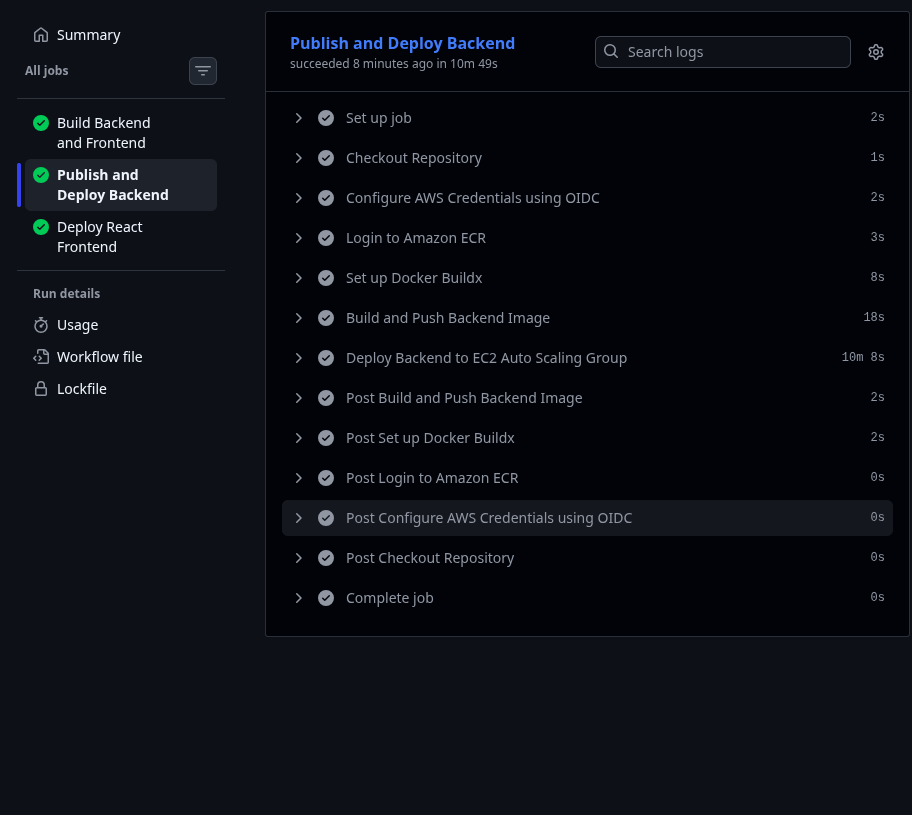 Summary
All jobs
Build Backend
and Frontend
Publish and
Deploy Backend
Deploy React
Frontend
Run details
Usage
Workflow file
Lockfile
Publish and Deploy Backend
succeeded 8 minutes ago in 10m 49s
Search logs
Set up job 2s
Checkout Repository 1s
Configure AWS Credentials using OIDC 2s
Login to Amazon ECR 3s
Set up Docker Buildx 8s
Build and Push Backend Image 18s
Deploy Backend to EC2 Auto Scaling Group 10m 8s
Post Build and Push Backend Image 2s
Post Set up Docker Buildx 2s
Post Login to Amazon ECR 0s
Post Configure AWS Credentials using OIDC 0s
Post Checkout Repository 0s
Complete job 0s